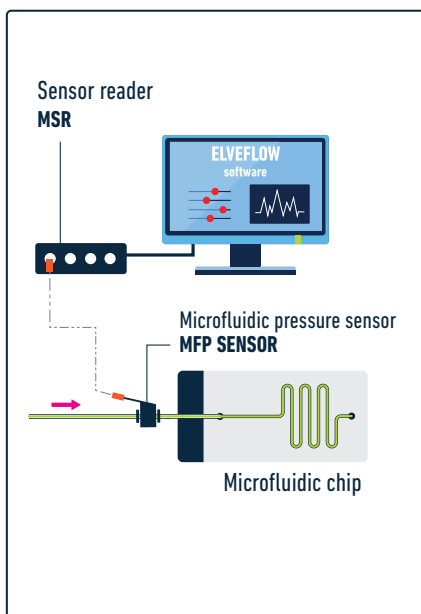 Sensor reader
MSR
ELVEFLOW
software
Microfluidic pressure sensor
MFP SENSOR
Microfluidic chip